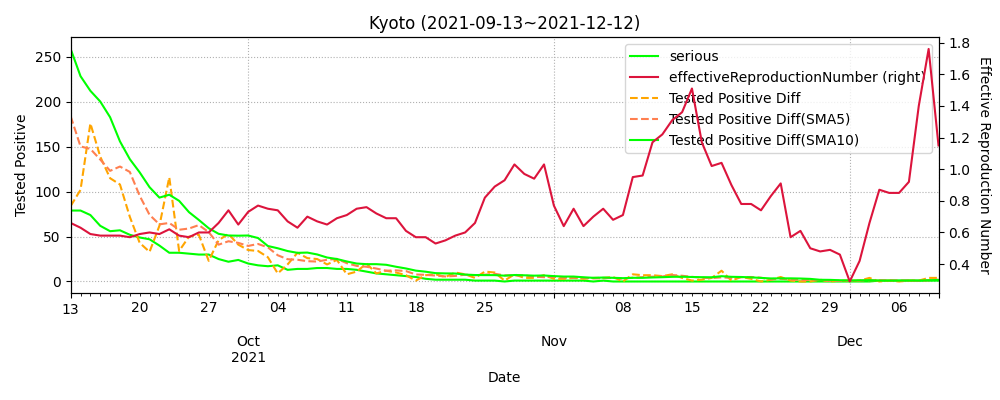 Kyoto (2021-09-13~2021-12-12)
serious
effectiveReproductionNumber (right)
Tested Positive Diff
Tested Positive Diff(SMA5)
Tested Positive Diff(SMA10)
Tested Positive
250
200
150
100
50
0
1.8
1.6
1.4
1.2
1.0
0.8
0.6
0.4
Effective Reproduction Number
13 20 27 04 11 18 25 08 15 22 29 06
Oct Nov Dec
2021
Date